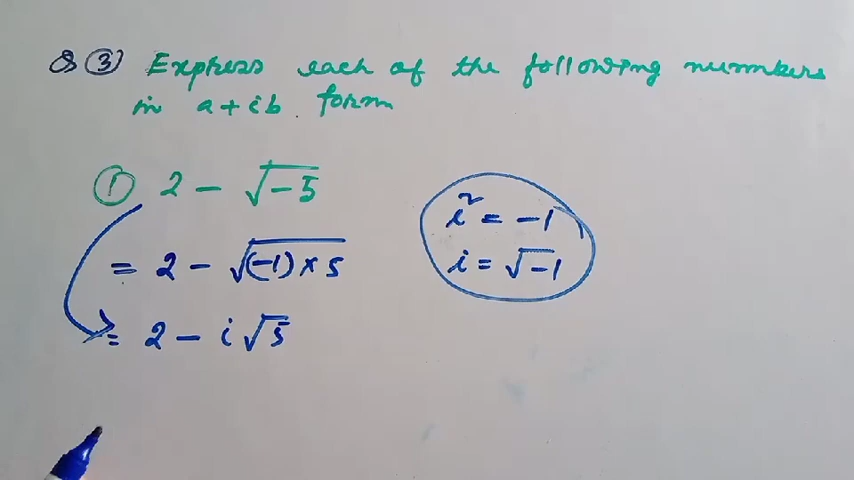 Q ③ Express each of the following numbers
in a + ib form
① 2 - √-5
= 2 - √(-1) × 5
= 2 - i√5
i² = -1
i = √-1